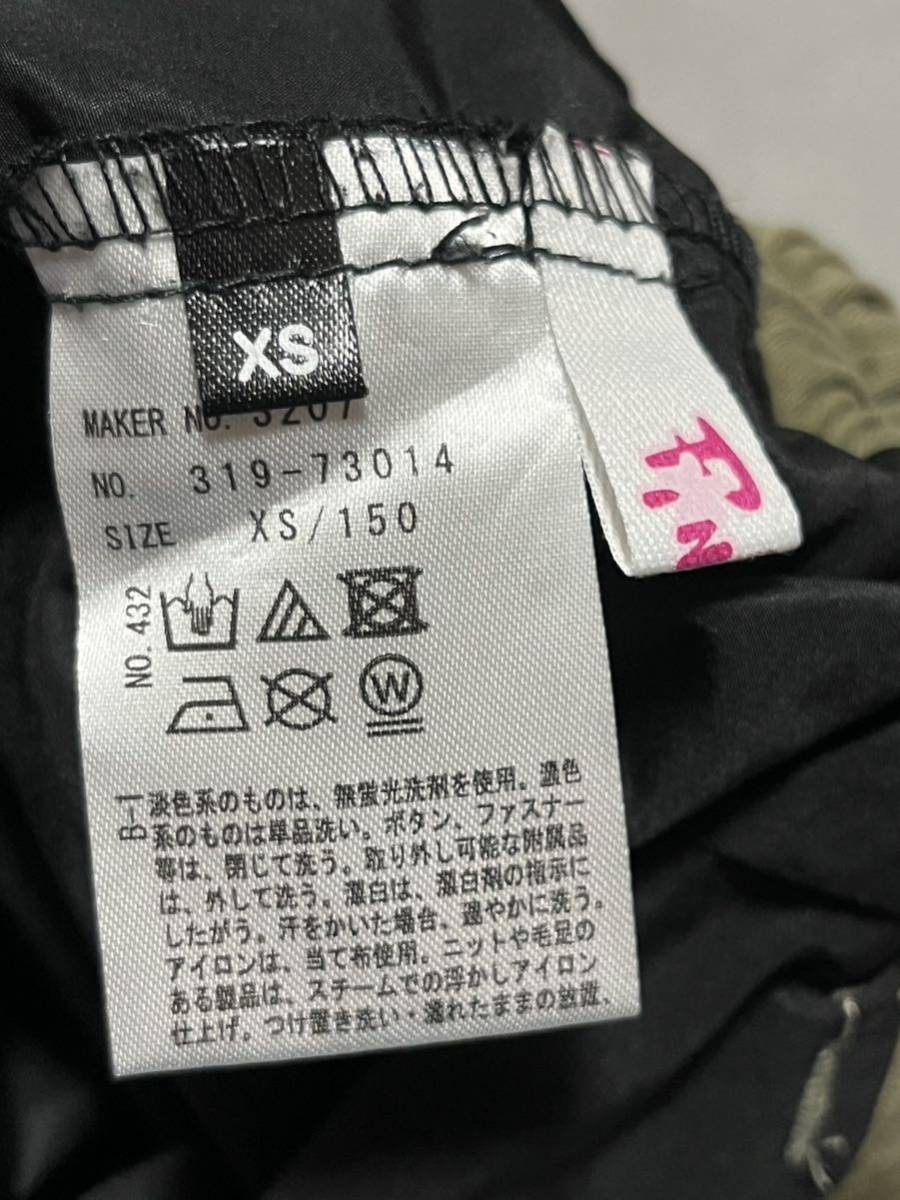 XS
MAKER NO. 3207
NO. 319-73014
SIZE XS/150
NO. 432
W
B-1
淡色系のものは、無蛍光洗剤を使用。濃色
系のものは単品洗い。ボタン、ファスナー
等は、閉じて洗う。取り外し可能な附属品
は、外して洗う。漂白は、漂白剤の指示に
したがう。汗をかいた場合、速やかに洗う。
アイロンは、当て布使用。ニットや毛足の
ある製品は、スチームでの浮かしアイロン
仕上げ。つけ置き洗い・濡れたままの放置、